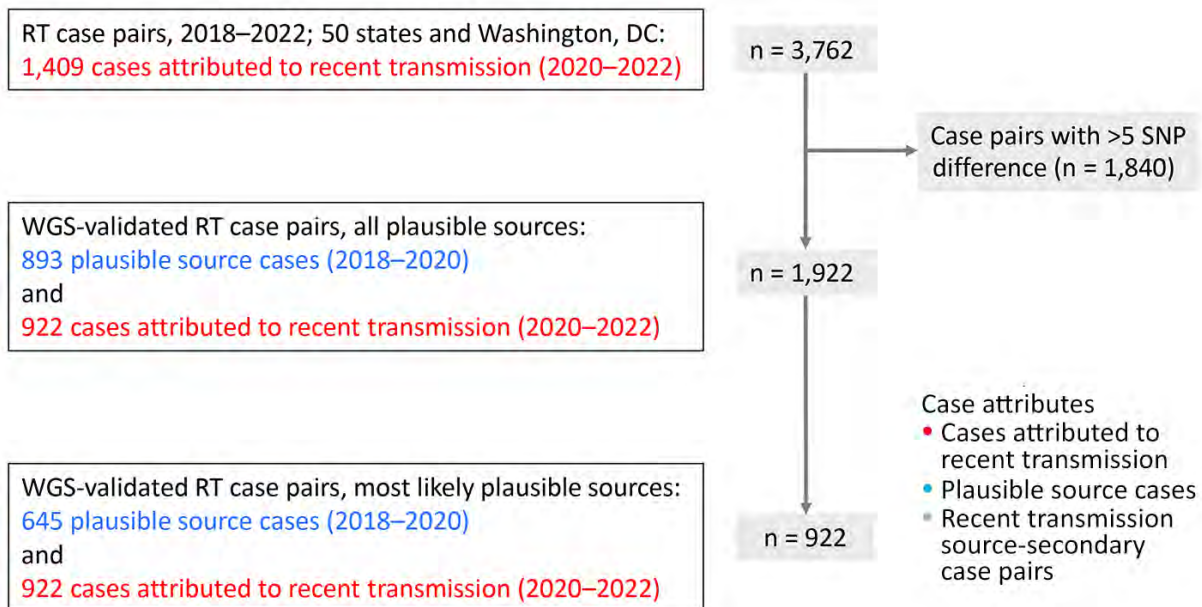 RT case pairs, 2018–2022; 50 states and Washington, DC:
1,409 cases attributed to recent transmission (2020–2022)
n = 3,762
Case pairs with >5 SNP
difference (n = 1,840)
WGS-validated RT case pairs, all plausible sources:
893 plausible source cases (2018–2020)
and
922 cases attributed to recent transmission (2020–2022)
n = 1,922
Case attributes
• Cases attributed to
recent transmission
• Plausible source cases
• Recent transmission
source-secondary
case pairs
WGS-validated RT case pairs, most likely plausible sources:
645 plausible source cases (2018–2020)
and
922 cases attributed to recent transmission (2020–2022)
n = 922